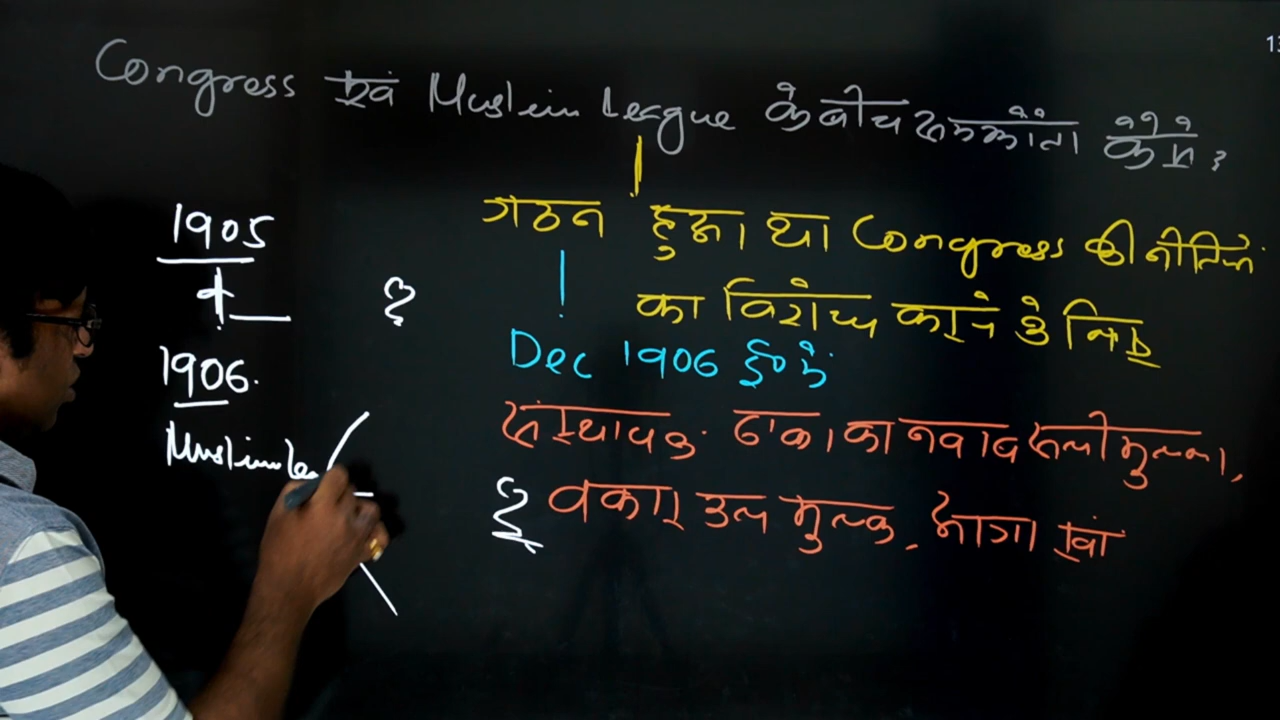 Congress एवं Muslim League के बीच समझौता क्यों
1905
गठन हुआ था Congress की नीतियों
का विरोध करने के लिए
1906.
Dec 1906 ई० में
Muslim Lea
संस्थापक ढाका का नवाब सलीमुल्ला,
वकार उल मुल्क, आगा खां